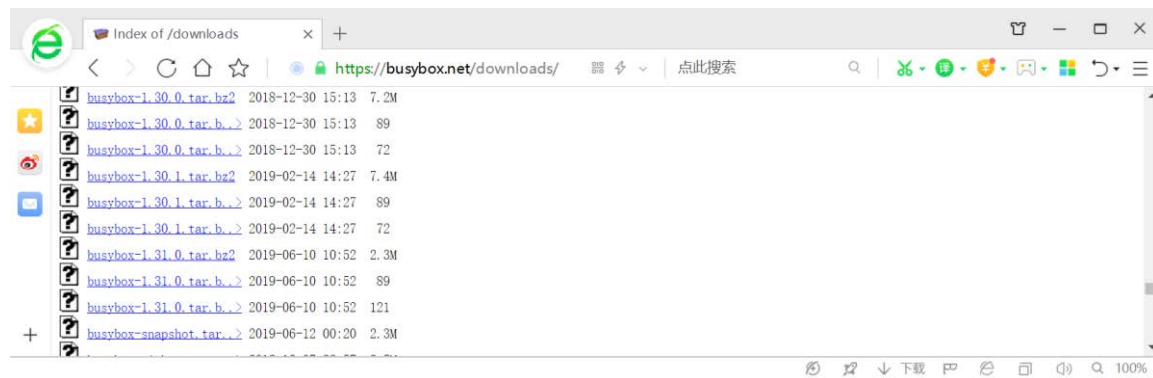 Index of /downloads
https://busybox.net/downloads/ 点此搜索
busybox-1.30.0.tar.bz2 2018-12-30 15:13 7.2M
busybox-1.30.0.tar.b..> 2018-12-30 15:13 89
busybox-1.30.0.tar.b..> 2018-12-30 15:13 72
busybox-1.30.1.tar.bz2 2019-02-14 14:27 7.4M
busybox-1.30.1.tar.b..> 2019-02-14 14:27 89
busybox-1.30.1.tar.b..> 2019-02-14 14:27 72
busybox-1.31.0.tar.bz2 2019-06-10 10:52 2.3M
busybox-1.31.0.tar.b..> 2019-06-10 10:52 89
busybox-1.31.0.tar.b..> 2019-06-10 10:52 121
busybox-snapshot.tar..> 2019-06-12 00:20 2.3M
下载 100%